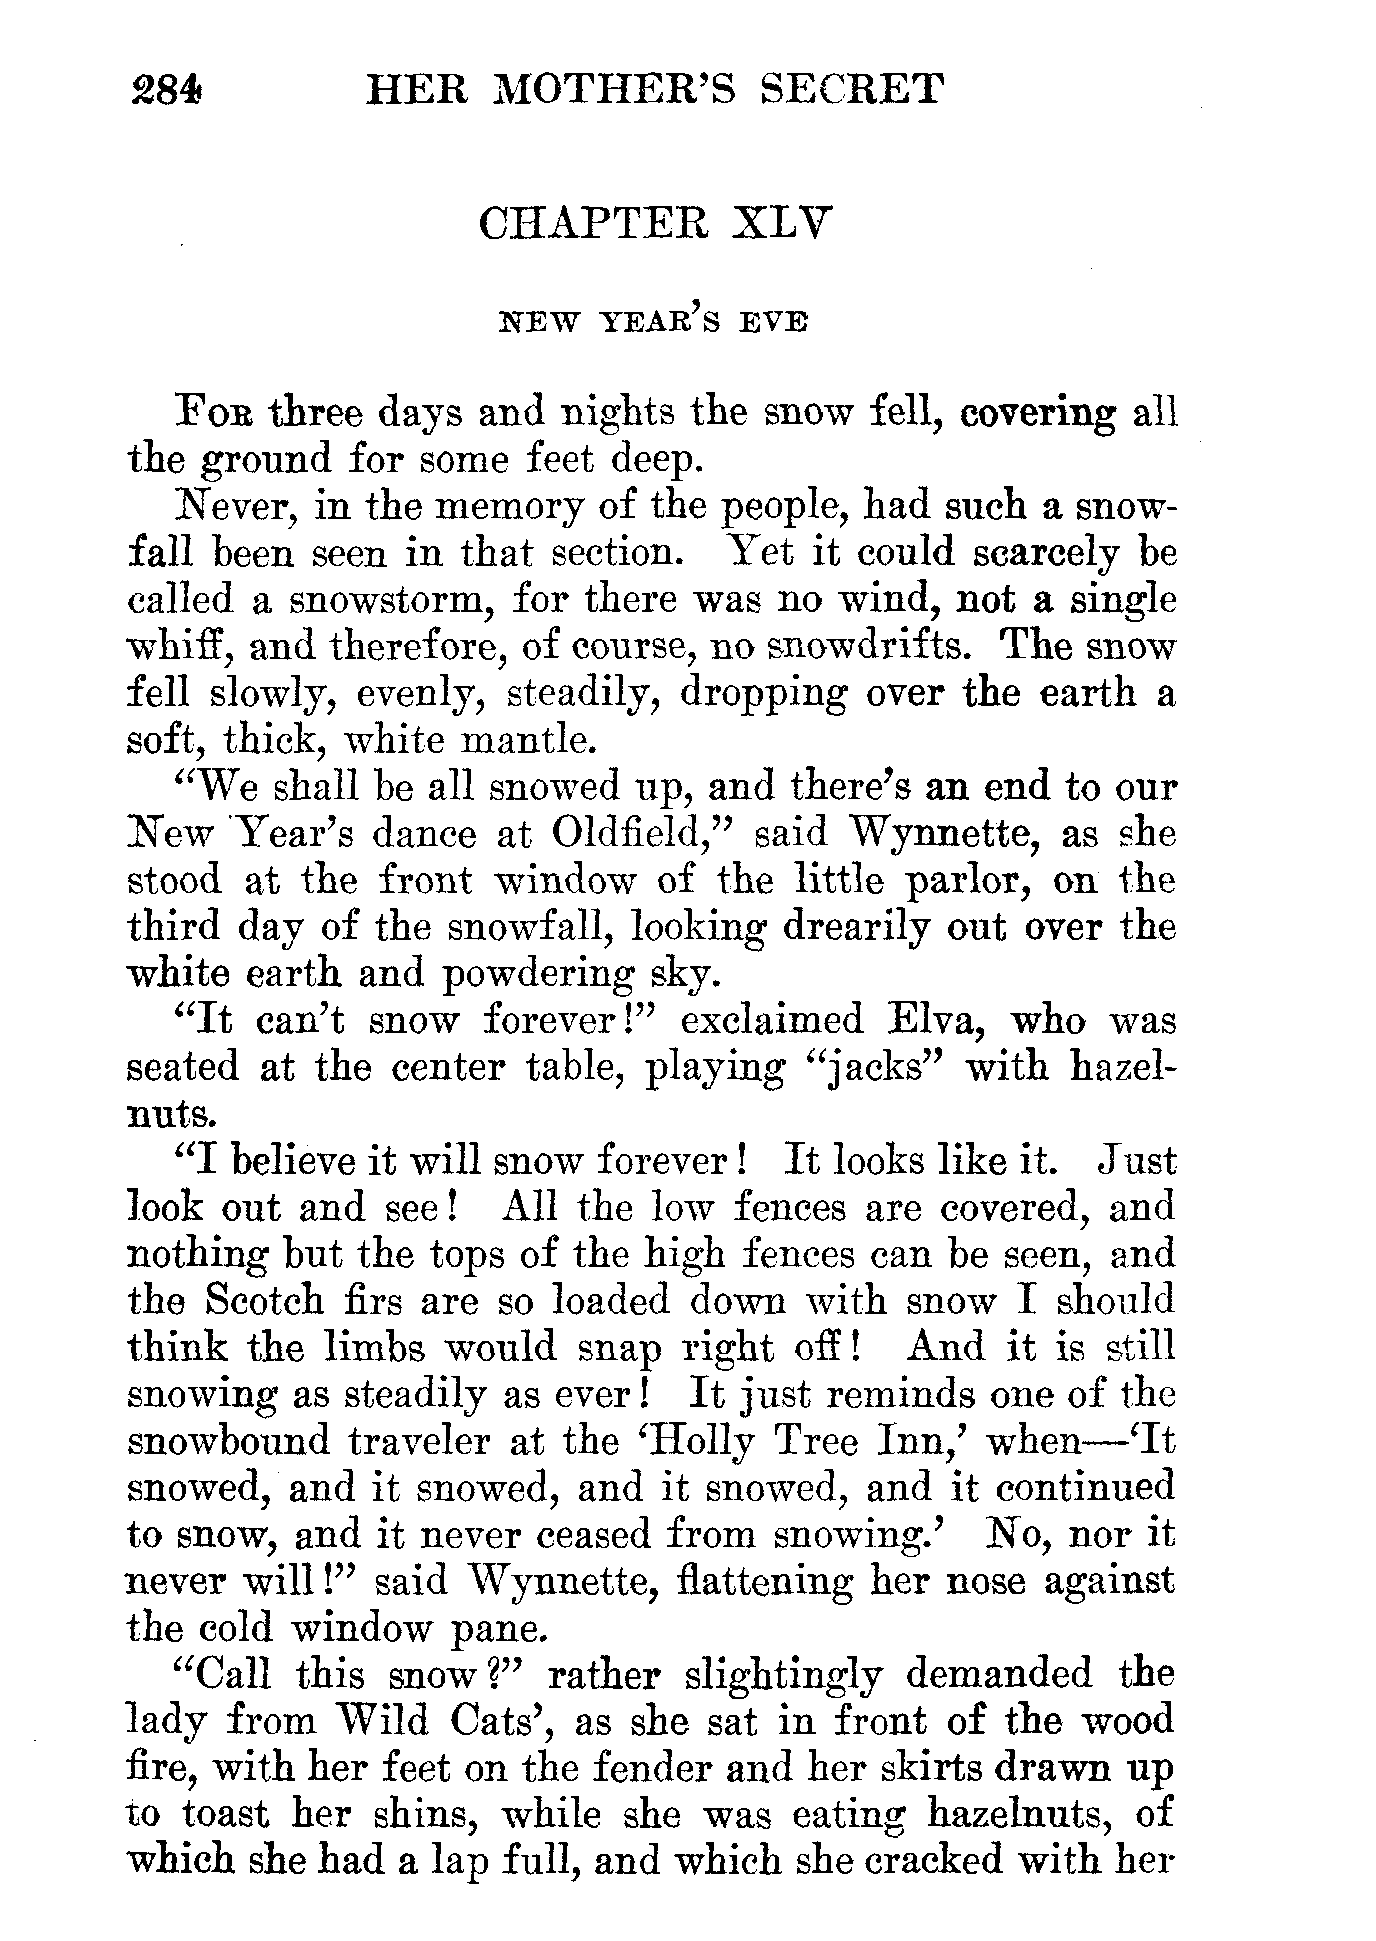 284 HER MOTHER'S SECRET
CHAPTER XLV
NEW YEAR'S EVE
FOR three days and nights the snow fell, covering all
the ground for some feet deep.
Never, in the memory of the people, had such a snow-
fall been seen in that section. Yet it could scarcely be
called a snowstorm, for there was no wind, not a single
whiff, and therefore, of course, no snowdrifts. The snow
fell slowly, evenly, steadily, dropping over the earth a
soft, thick, white mantle.
“We shall be all snowed up, and there's an end to our
New Year's dance at Oldfield,” said Wynnette, as she
stood at the front window of the little parlor, on the
third day of the snowfall, looking drearily out over the
white earth and powdering sky.
“It can't snow forever!” exclaimed Elva, who was
seated at the center table, playing “jacks” with hazel-
nuts.
“I believe it will snow forever! It looks like it. Just
look out and see! All the low fences are covered, and
nothing but the tops of the high fences can be seen, and
the Scotch firs are so loaded down with snow I should
think the limbs would snap right off! And it is still
snowing as steadily as ever! It just reminds one of the
snowbound traveler at the ‘Holly Tree Inn,’ when—‘It
snowed, and it snowed, and it snowed, and it continued
to snow, and it never ceased from snowing.’ No, nor it
never will!” said Wynnette, flattening her nose against
the cold window pane.
“Call this snow?” rather slightingly demanded the
lady from Wild Cats', as she sat in front of the wood
fire, with her feet on the fender and her skirts drawn up
to toast her shins, while she was eating hazelnuts, of
which she had a lap full, and which she cracked with her